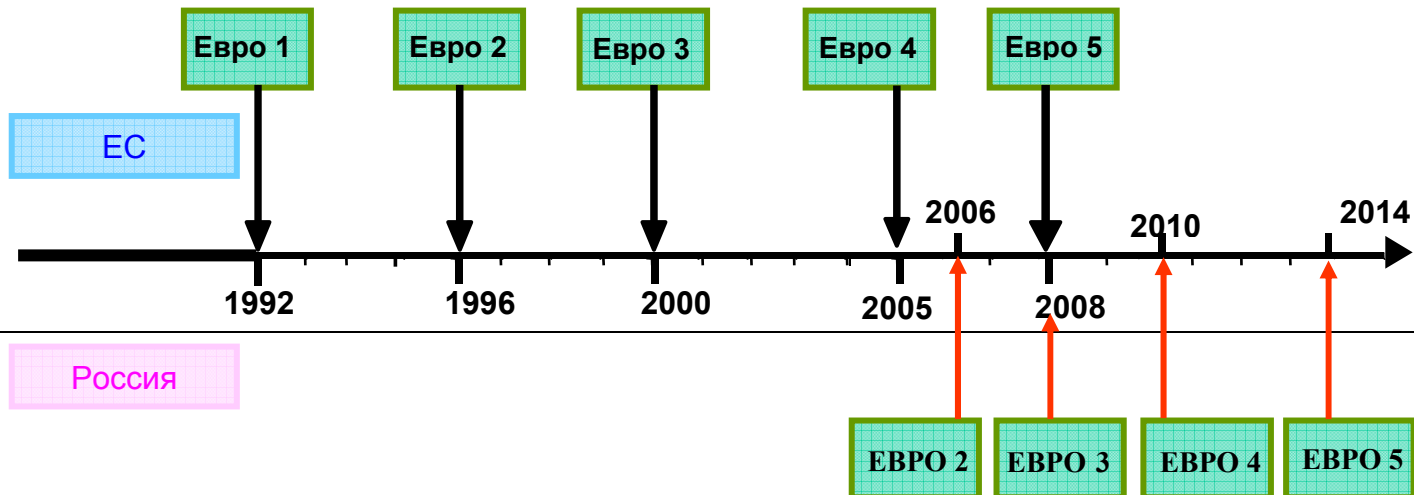 Евро 1
Евро 2
Евро 3
Евро 4
Евро 5
ЕС
2006
2010
2014
1992
1996
2000
2005
2008
Россия
ЕВРО 2
ЕВРО 3
ЕВРО 4
ЕВРО 5